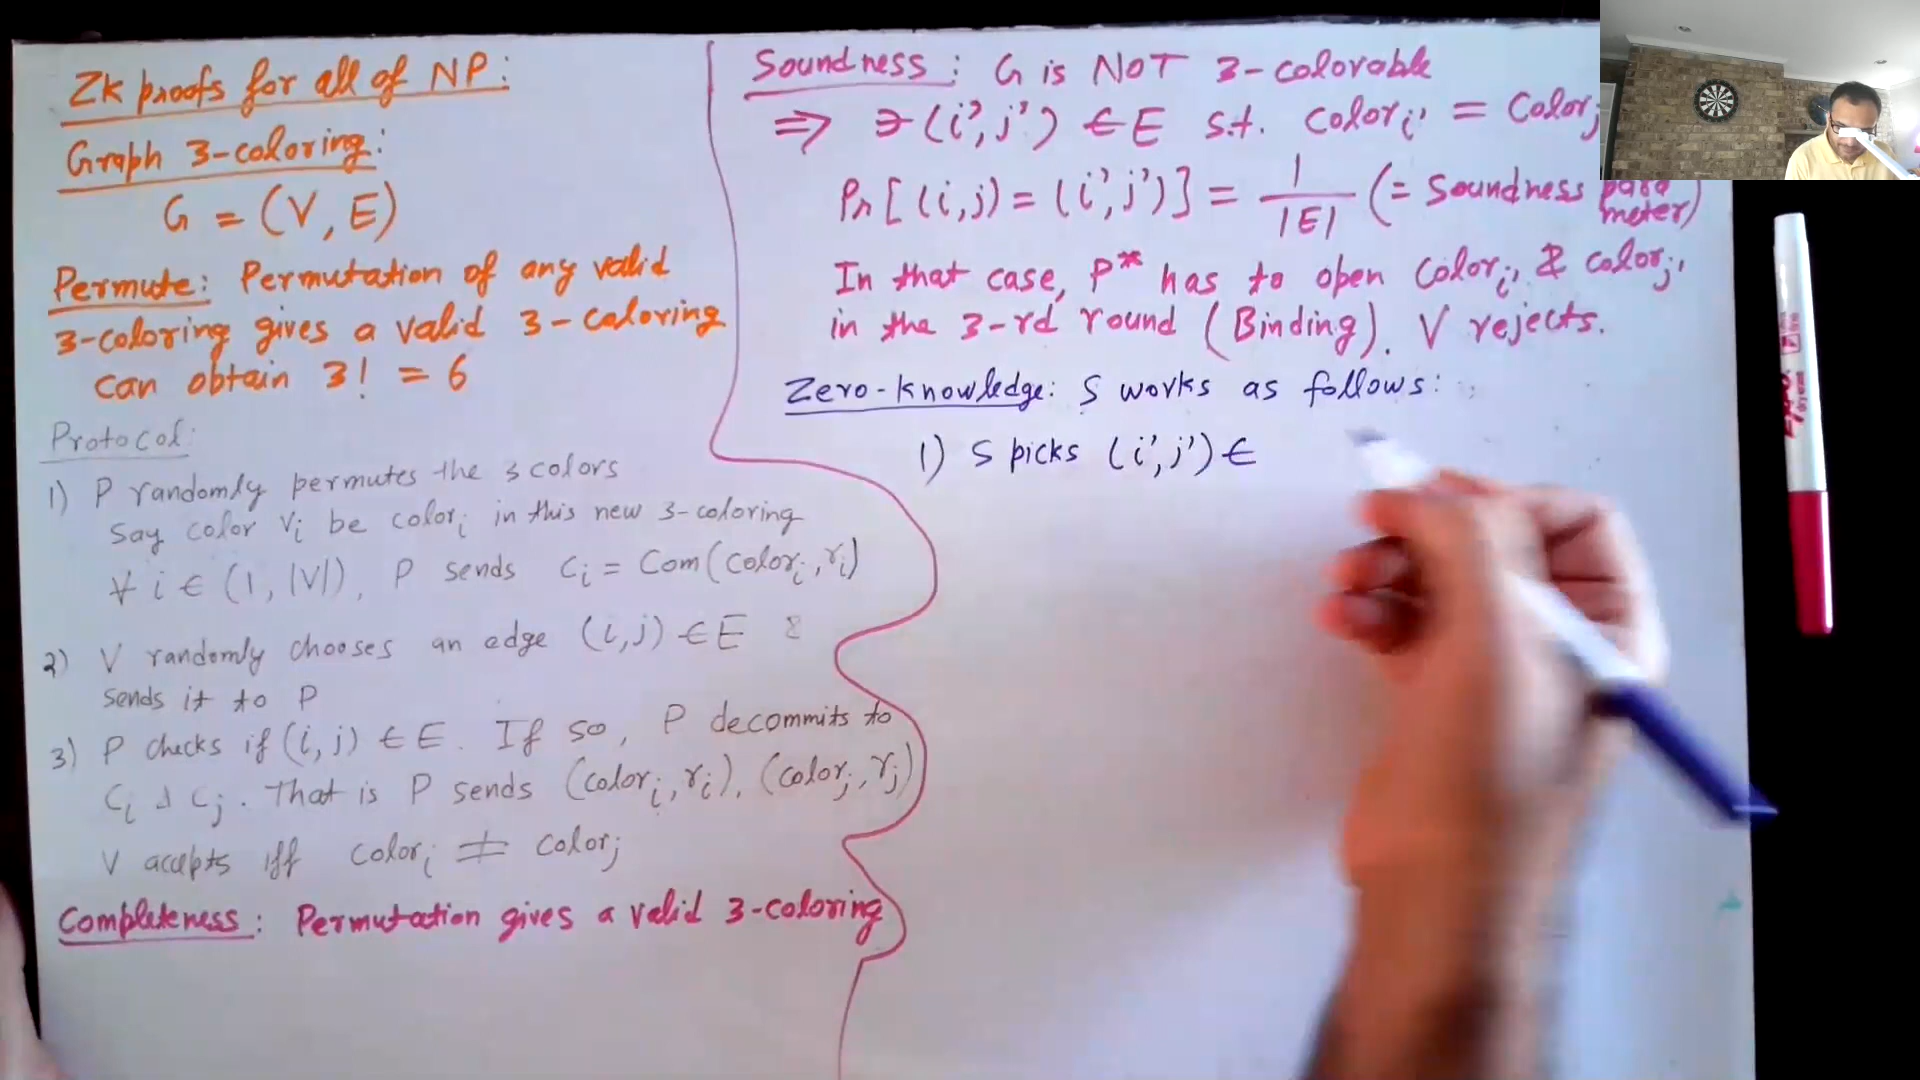 Zk proofs for all of NP:
Graph 3-coloring:
G = (V, E)
Permute: Permutation of any valid
3-coloring gives a valid 3-coloring
can obtain 3! = 6
Protocol:
1) P randomly permutes the 3 colors
Say color vᵢ be colorᵢ in this new 3-coloring
∀ i ∈ (1, |V|), P sends cᵢ = Com(colorᵢ, rᵢ)
2) V randomly chooses an edge (i,j) ∈ E &
sends it to P
3) P checks if (i,j) ∈ E. If so, P decommits to
Cᵢ & Cⱼ. That is P sends (colorᵢ, rᵢ), (colorⱼ, rⱼ)
V accepts iff colorᵢ ≠ colorⱼ
Completeness: Permutation gives a valid 3-coloring
Soundness: G is NOT 3-colorable
⇒ ∃ (i', j') ∈ E s.t. colorᵢ' = Colorⱼ
Pr[(i,j) = (i',j')] = 1/|E| (= Soundness parameter)
In that case, P* has to open Colorᵢ' & colorⱼ'
in the 3-rd round (Binding). V rejects.
Zero-knowledge: S works as follows:
1) S picks (i',j') ∈
EXPO